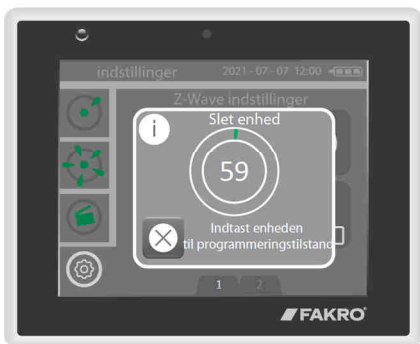 indstillinger 2021 - 07 - 07 12:00
Z-Wave indstillinger
i
Slet enhed
59
Indtast enheden
til programmeringstilstand
1 2
FAKRO®